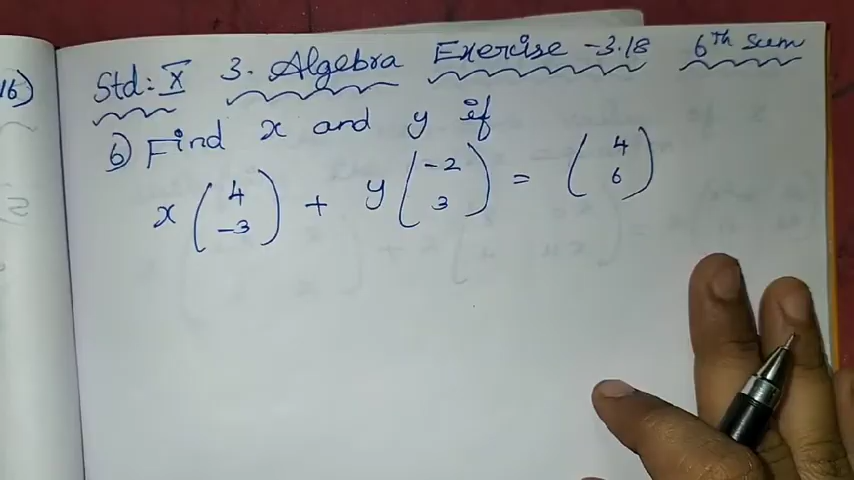 16)
Std: X 3. Algebra Exercise - 3.18 6th sum
6) Find x and y if
x ( 4 -3 ) + y ( -2 3 ) = ( 4 6 )